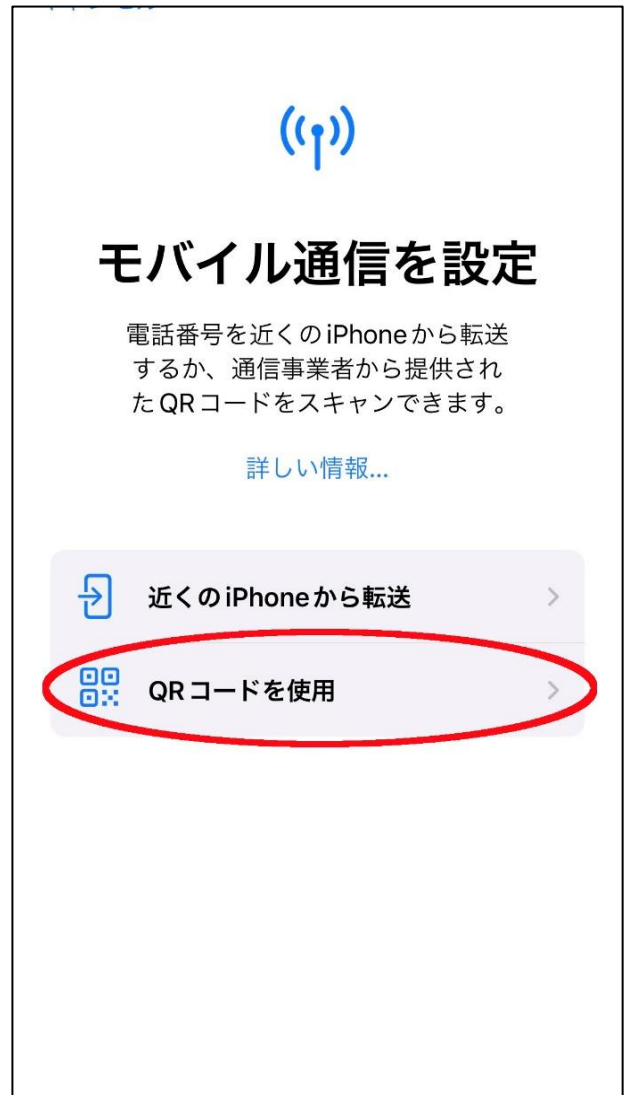 モバイル通信を設定
電話番号を近くのiPhoneから転送
するか、通信事業者から提供され
たQRコードをスキャンできます。
詳しい情報...
近くのiPhoneから転送
QRコードを使用